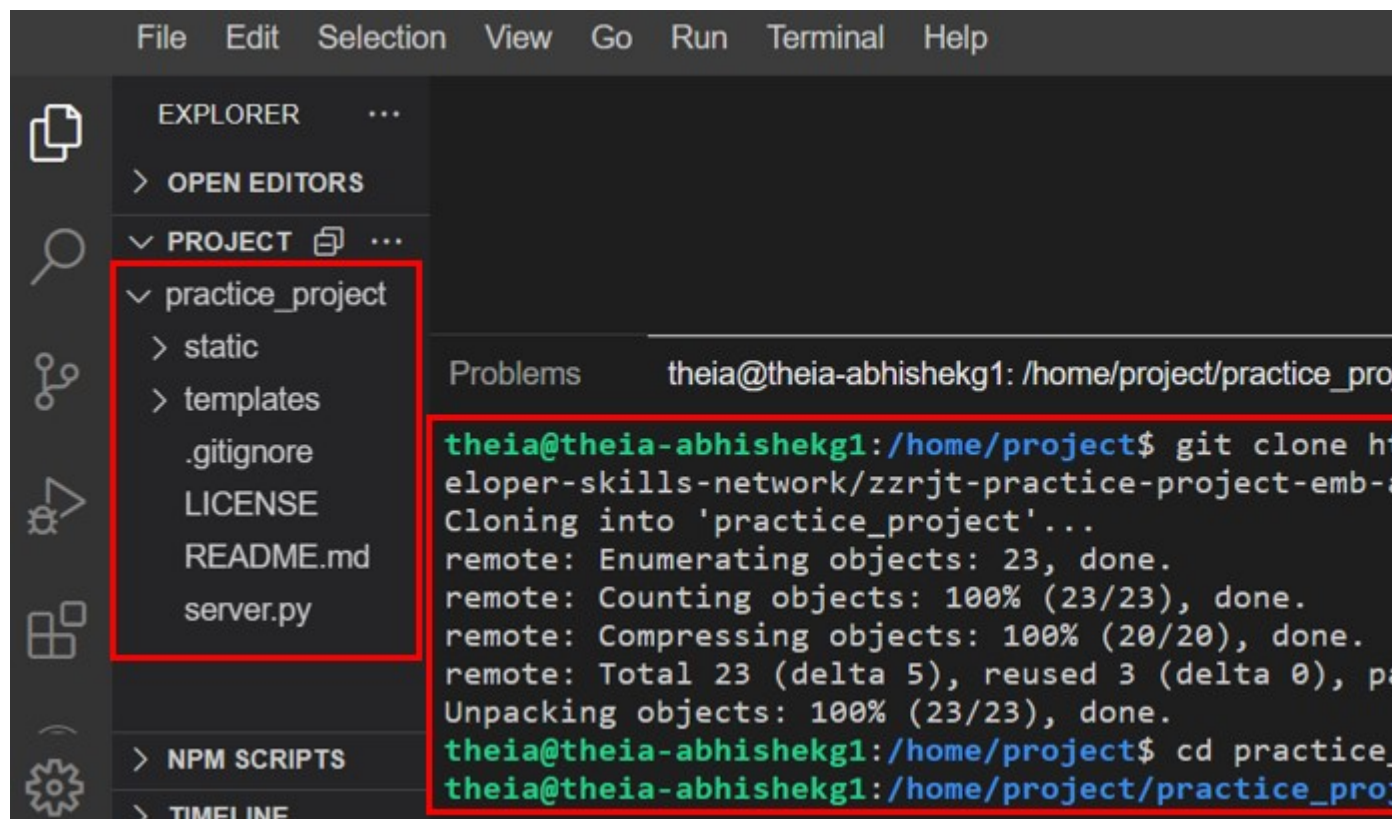 File Edit Selection View Go Run Terminal Help
EXPLORER ...
> OPEN EDITORS
PROJECT ...
practice_project
> static
> templates
.gitignore
LICENSE
README.md
server.py
> NPM SCRIPTS
> TIMELINE
Problems theia@theia-abhishekg1: /home/project/practice_pro
theia@theia-abhishekg1:/home/project$ git clone h
eloper-skills-network/zzrjt-practice-project-emb-a
Cloning into 'practice_project'...
remote: Enumerating objects: 23, done.
remote: Counting objects: 100% (23/23), done.
remote: Compressing objects: 100% (20/20), done.
remote: Total 23 (delta 5), reused 3 (delta 0), pa
Unpacking objects: 100% (23/23), done.
theia@theia-abhishekg1:/home/project$ cd practice_
theia@theia-abhishekg1:/home/project/practice_proj